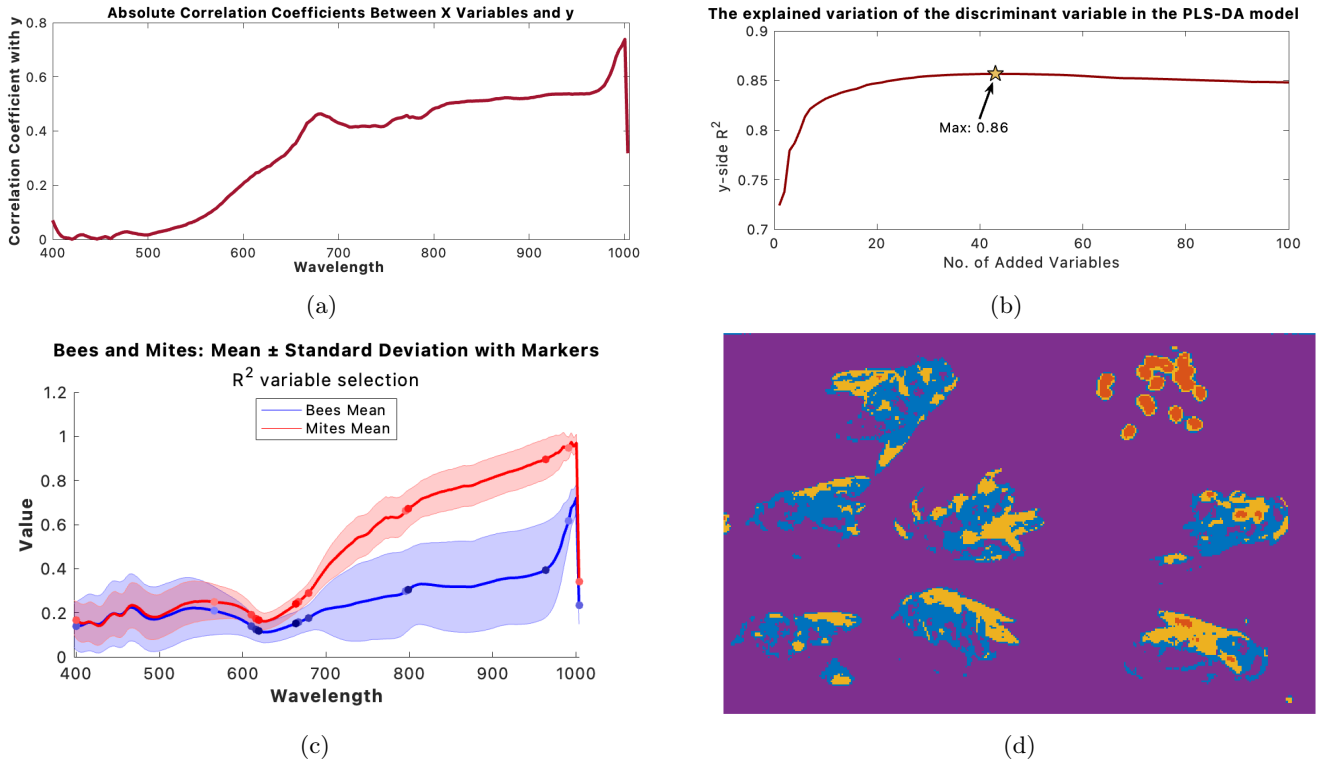 Absolute Correlation Coefficients Between X Variables and y
Correlation Coefficient with y
0.8
0.6
0.4
0.2
0
400 500 600 700 800 900 1000
Wavelength
(a)
The explained variation of the discriminant variable in the PLS-DA model
y-side R²
0.9
0.85
0.8
0.75
0.7
Max: 0.86
0 20 40 60 80 100
No. of Added Variables
(b)
Bees and Mites: Mean ± Standard Deviation with Markers
R² variable selection
Bees Mean
Mites Mean
Value
1.2
1
0.8
0.6
0.4
0.2
0
400 500 600 700 800 900 1000
Wavelength
(c)
(d)